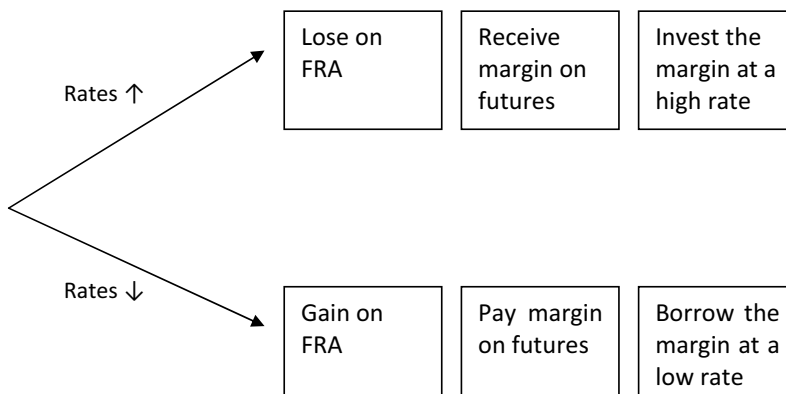 Rates ↑
Lose on
FRA
Receive
margin on
futures
Invest the
margin at a
high rate
Rates ↓
Gain on
FRA
Pay margin
on futures
Borrow the
margin at a
low rate